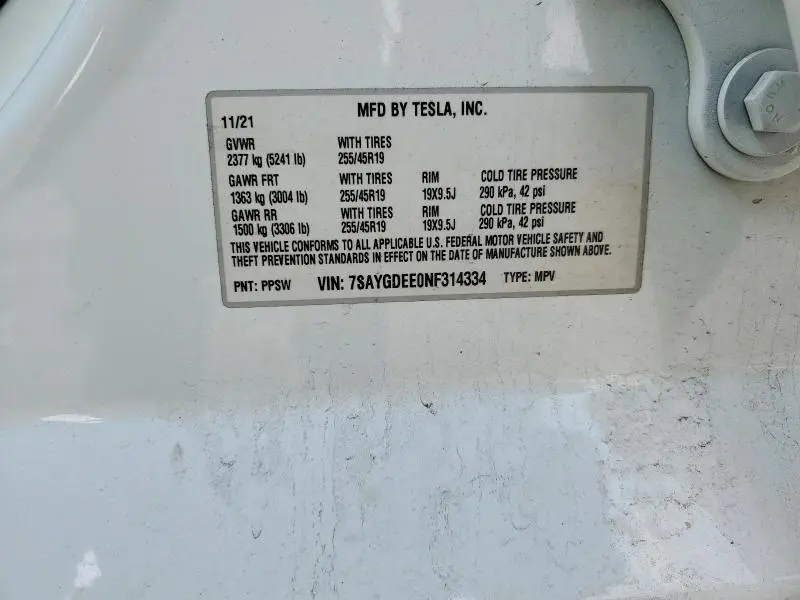 MFD BY TESLA, INC.
11/21
GVWR WITH TIRES
2377 kg (5241 lb) 255/45R19
GAWR FRT WITH TIRES RIM COLD TIRE PRESSURE
1363 kg (3004 lb) 255/45R19 19X9.5J 290 kPa, 42 psi
GAWR RR WITH TIRES RIM COLD TIRE PRESSURE
1500 kg (3306 lb) 255/45R19 19X9.5J 290 kPa, 42 psi
THIS VEHICLE CONFORMS TO ALL APPLICABLE U.S. FEDERAL MOTOR VEHICLE SAFETY AND
THEFT PREVENTION STANDARDS IN EFFECT ON THE DATE OF MANUFACTURE SHOWN ABOVE.
PNT: PPSW VIN: 7SAYGDEE0NF314334 TYPE: MPV